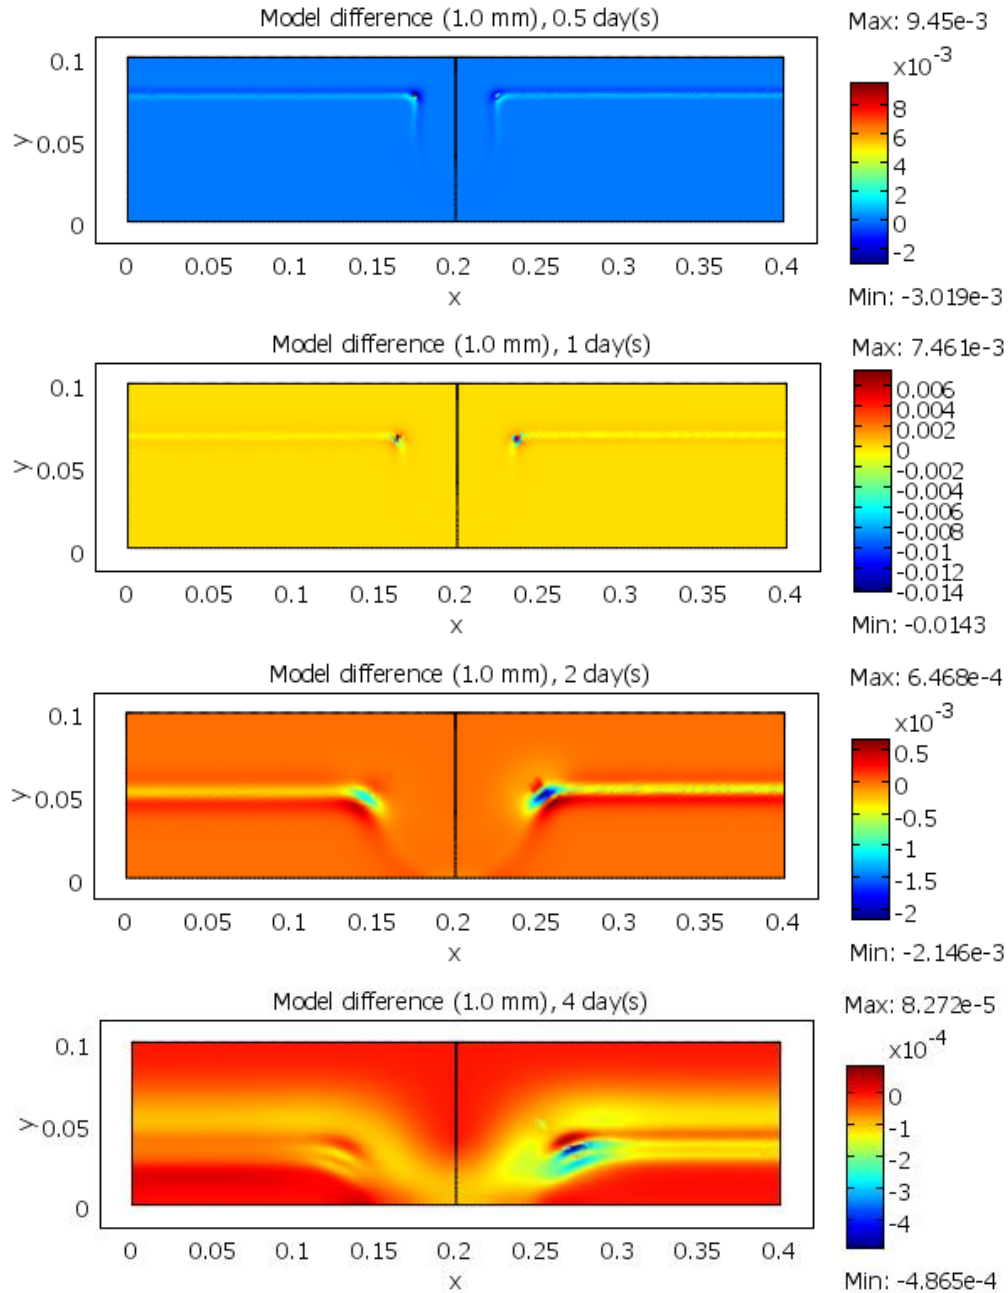 Model difference (1.0 mm), 0.5 day(s)
Max: 9.45e-3
x10^-3
8
6
4
2
0
-2
Min: -3.019e-3
0.1
0.05
0
y
0 0.05 0.1 0.15 0.2 0.25 0.3 0.35 0.4
x
Model difference (1.0 mm), 1 day(s)
Max: 7.461e-3
0.006
0.004
0.002
0
-0.002
-0.004
-0.006
-0.008
-0.01
-0.012
-0.014
Min: -0.0143
0.1
0.05
0
y
0 0.05 0.1 0.15 0.2 0.25 0.3 0.35 0.4
x
Model difference (1.0 mm), 2 day(s)
Max: 6.468e-4
x10^-3
0.5
0
-0.5
-1
-1.5
-2
Min: -2.146e-3
0.1
0.05
0
y
0 0.05 0.1 0.15 0.2 0.25 0.3 0.35 0.4
x
Model difference (1.0 mm), 4 day(s)
Max: 8.272e-5
x10^-4
0
-1
-2
-3
-4
Min: -4.865e-4
0.1
0.05
0
y
0 0.05 0.1 0.15 0.2 0.25 0.3 0.35 0.4
x